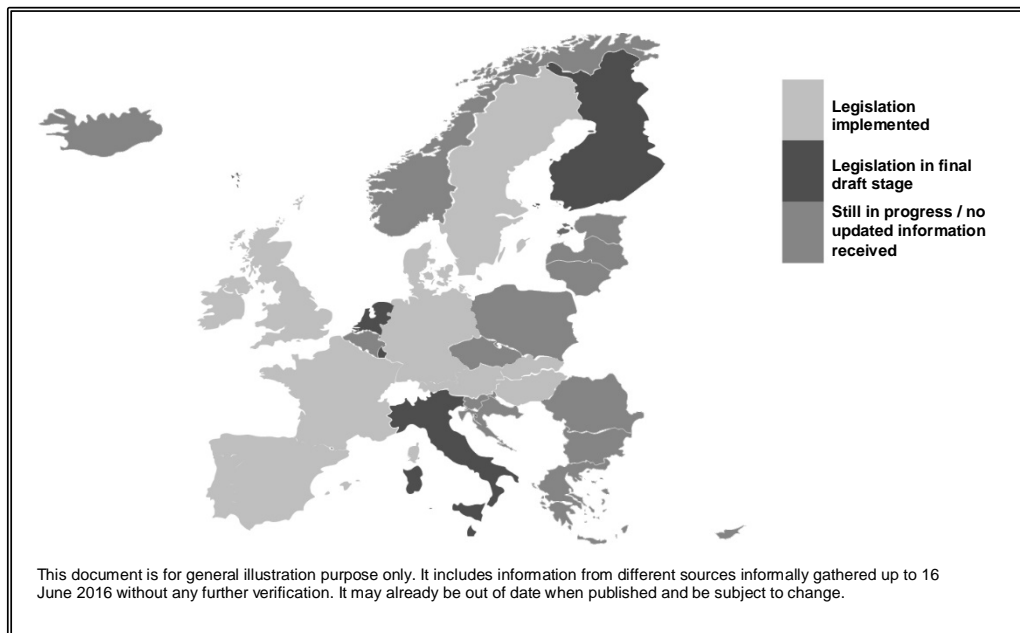 Legislation
implemented
Legislation in final
draft stage
Still in progress / no
updated information
received
This document is for general illustration purpose only. It includes information from different sources informally gathered up to 16
June 2016 without any further verification. It may already be out of date when published and be subject to change.